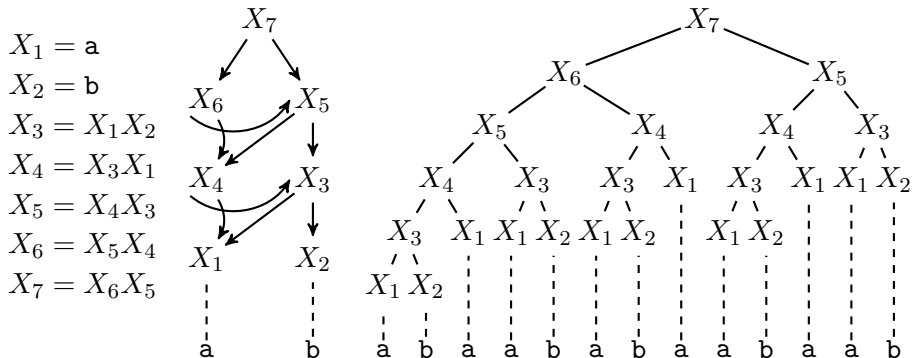 X₁ = a
X₂ = b
X₃ = X₁X₂
X₄ = X₃X₁
X₅ = X₄X₃
X₆ = X₅X₄
X₇ = X₆X₅
X₇
X₆ X₅
X₄ X₃
X₁ X₂
a b
X₇
X₆ X₅
X₅ X₄ X₄ X₃
X₄ X₃ X₃ X₁ X₃ X₁ X₁ X₂
X₃ X₁ X₁ X₂ X₁ X₂ X₁ X₂
X₁ X₂
a b a a b a b a a b a a b